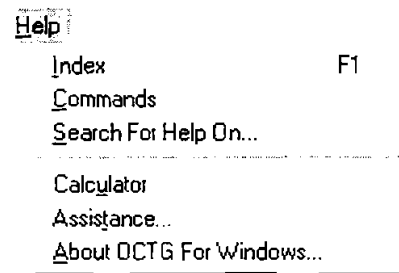 Help
Index F1
Commands
Search For Help On...
Calculator
Assistance...
About OCTG For Windows...